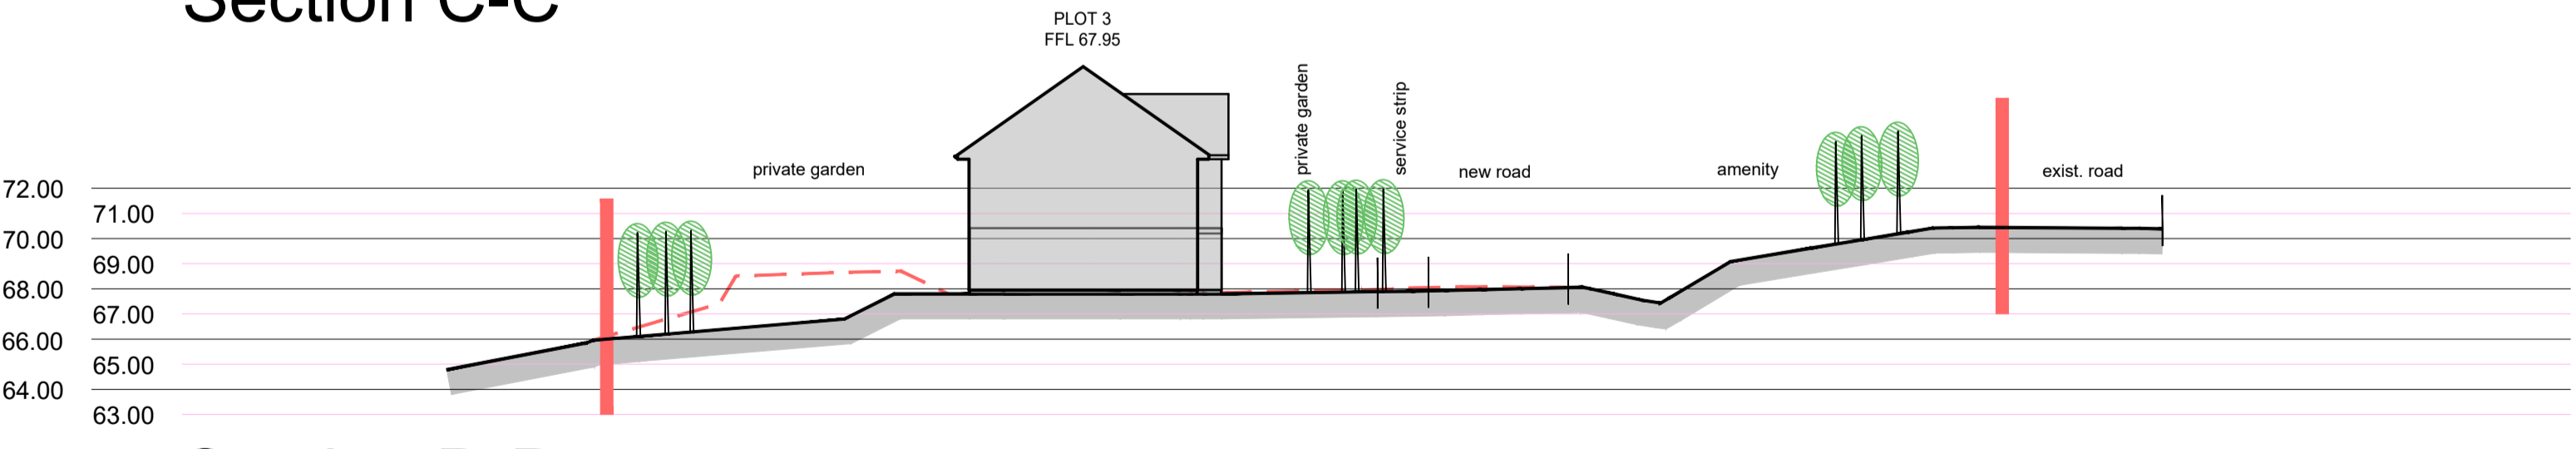 Section C-C
PLOT 3
FFL 67.95
private garden
private garden
service strip
new road
amenity
exist. road
72.00
71.00
70.00
69.00
68.00
67.00
66.00
65.00
64.00
63.00